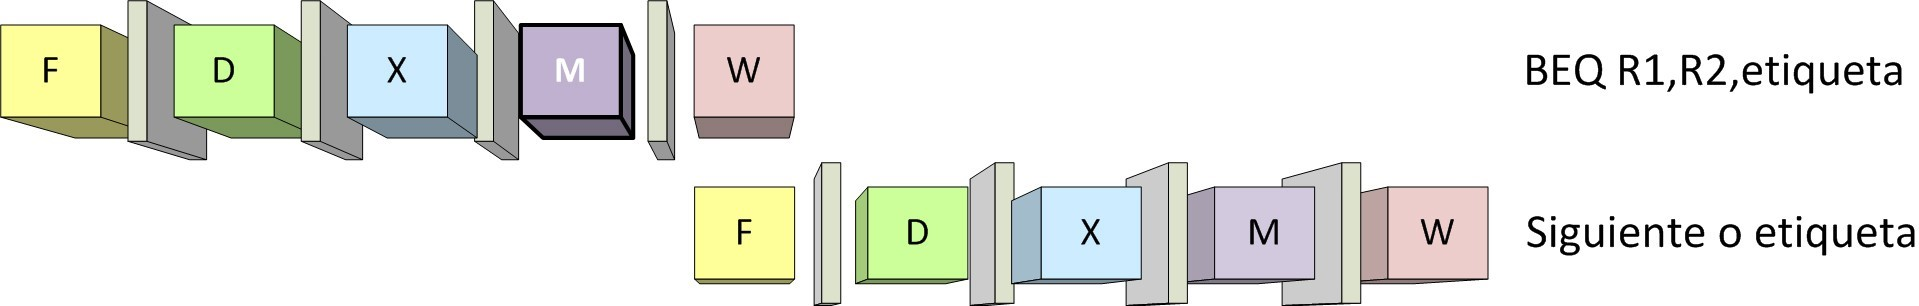 F D X M W BEQ R1,R2,etiqueta
F D X M W Siguiente o etiqueta